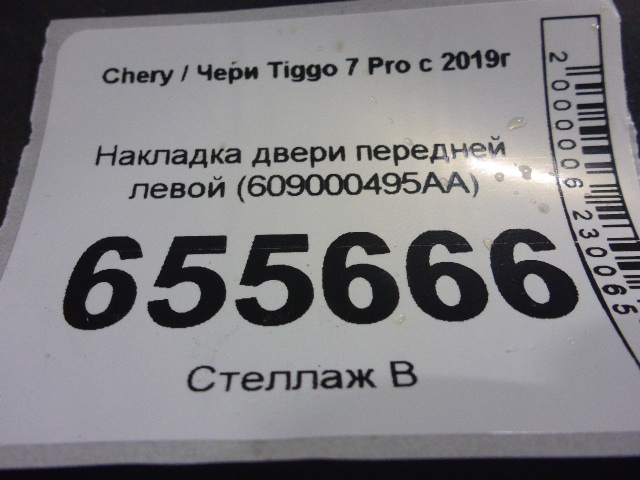 Chery / Чери Tiggo 7 Pro с 2019г
Накладка двери передней
левой (609000495AA)
655666
Стеллаж В
2000006230065